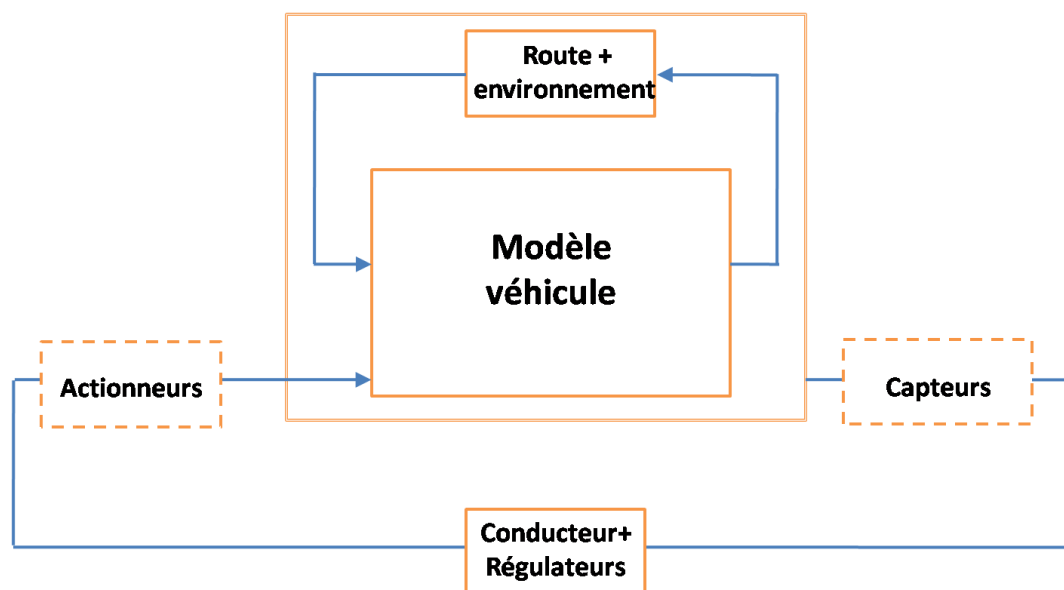 Route +
environnement
Modèle
véhicule
Actionneurs
Capteurs
Conducteur+
Régulateurs